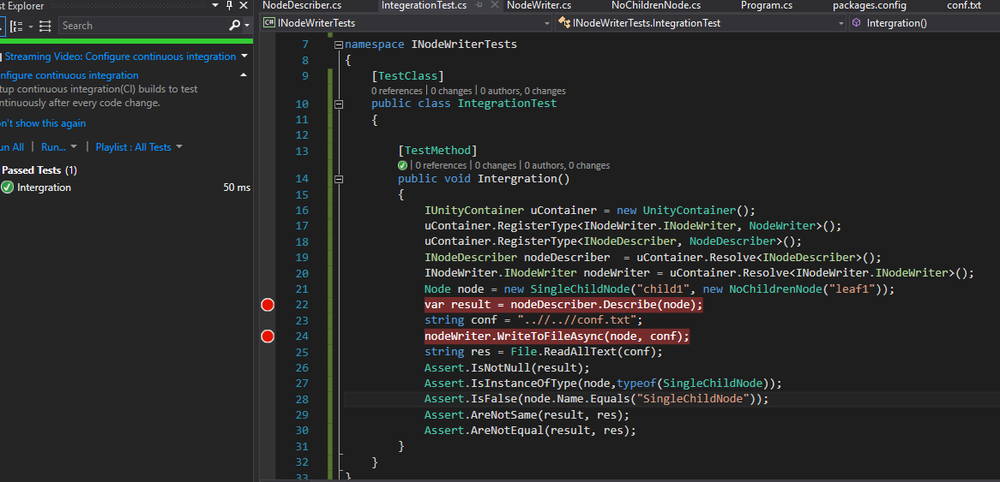 st Explorer
Search
Streaming Video: Configure continuous integration
nfigure continuous integration
tup continuous integration(CI) builds to test
ntinuously after every code change.
n't show this again
un All | Run... | Playlist : All Tests
Passed Tests (1)
Intergration 50 ms
NodeDescriber.cs IntegerationTest.cs NodeWriter.cs NoChildrenNode.cs Program.cs packages.config conf.txt
C# INodeWriterTests INodeWriterTests.IntegrationTest Intergration()
7 namespace INodeWriterTests
8 {
9 [TestClass]
0 references | 0 changes | 0 authors, 0 changes
10 public class IntegrationTest
11 {
12
13 [TestMethod]
| 0 references | 0 changes | 0 authors, 0 changes
14 public void Intergration()
15 {
16 IUnityContainer uContainer = new UnityContainer();
17 uContainer.RegisterType<INodeWriter.INodeWriter, NodeWriter>();
18 uContainer.RegisterType<INodeDescriber, NodeDescriber>();
19 INodeDescriber nodeDescriber  = uContainer.Resolve<INodeDescriber>();
20 INodeWriter.INodeWriter nodeWriter = uContainer.Resolve<INodeWriter.INodeWriter>();
21 Node node = new SingleChildNode("child1", new NoChildrenNode("leaf1"));
22 var result = nodeDescriber.Describe(node);
23 string conf = "..//..//conf.txt";
24 nodeWriter.WriteToFileAsync(node, conf);
25 string res = File.ReadAllText(conf);
26 Assert.IsNotNull(result);
27 Assert.IsInstanceOfType(node,typeof(SingleChildNode));
28 Assert.IsFalse(node.Name.Equals("SingleChildNode"));
29 Assert.AreNotSame(result, res);
30 Assert.AreNotEqual(result, res);
31 }
32 }
33 }